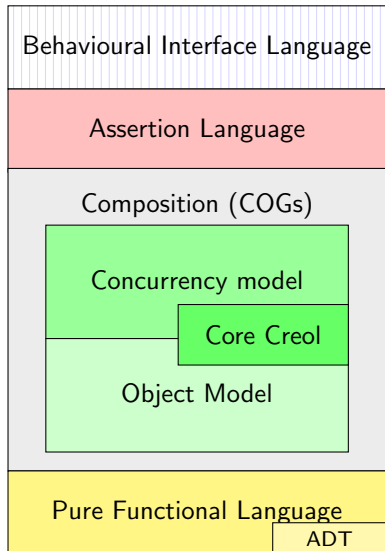 Behavioural Interface Language
Assertion Language
Composition (COGs)
Concurrency model
Core Creol
Object Model
Pure Functional Language
ADT